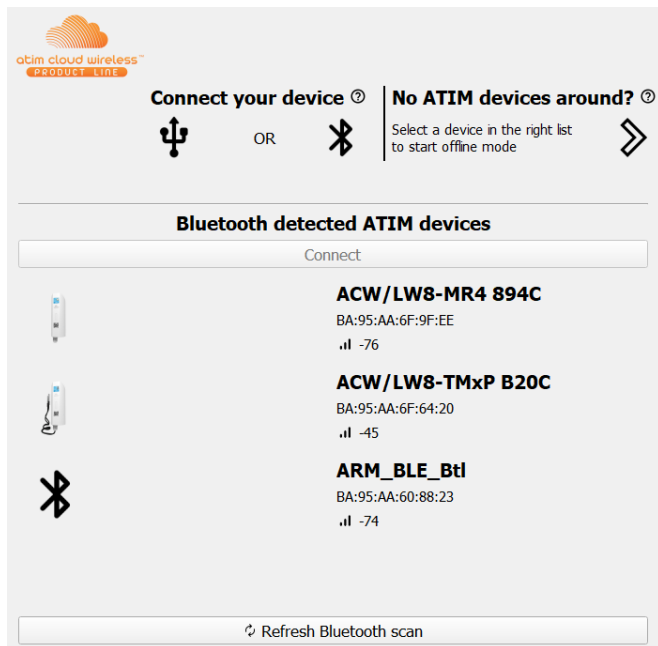 atim cloud wireless™
PRODUCT LINE
Connect your device
OR
No ATIM devices around?
Select a device in the right list
to start offline mode
Bluetooth detected ATIM devices
Connect
ACW/LW8-MR4 894C
BA:95:AA:6F:9F:EE
-76
ACW/LW8-TMxP B20C
BA:95:AA:6F:64:20
-45
ARM_BLE_Btl
BA:95:AA:60:88:23
-74
Refresh Bluetooth scan